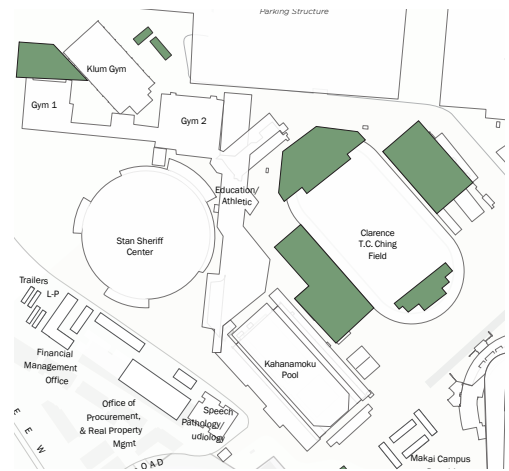 Parking Structure
Klum Gym
Gym 1
Gym 2
Education/
Athletic
Stan Sheriff
Center
Clarence
T.C. Ching
Field
Trailers
L-P
Financial
Management
Office
Kahanamoku
Pool
Office of
Procurement,
& Real Property
Mgmt
Speech
Pathology/
udiology
E W
ROAD
Makai Campus